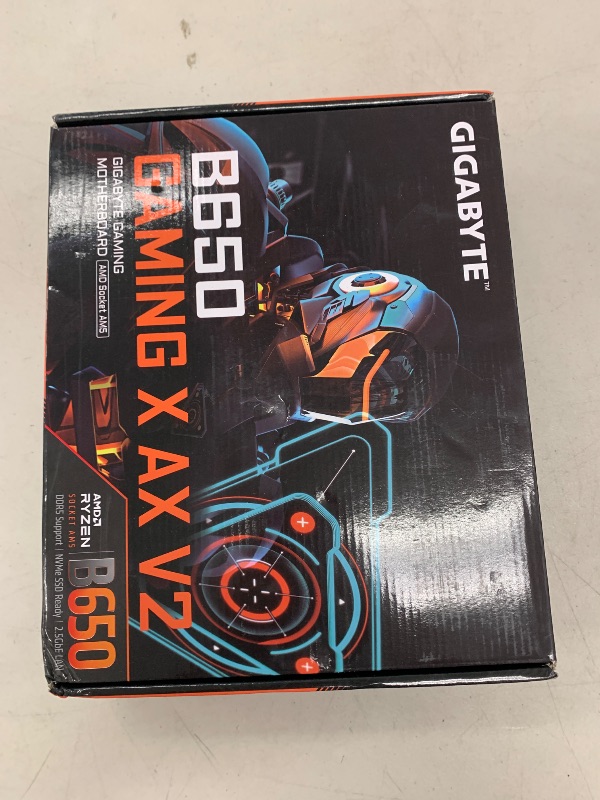 GIGABYTE™
B650
GAMING X AX V2
GIGABYTE GAMING
MOTHERBOARD AMD Socket AM5
AMD
RYZEN
SOCKET AM5
B650
DDR5 Support | NVMe SSD Ready | 2.5GbE LAN